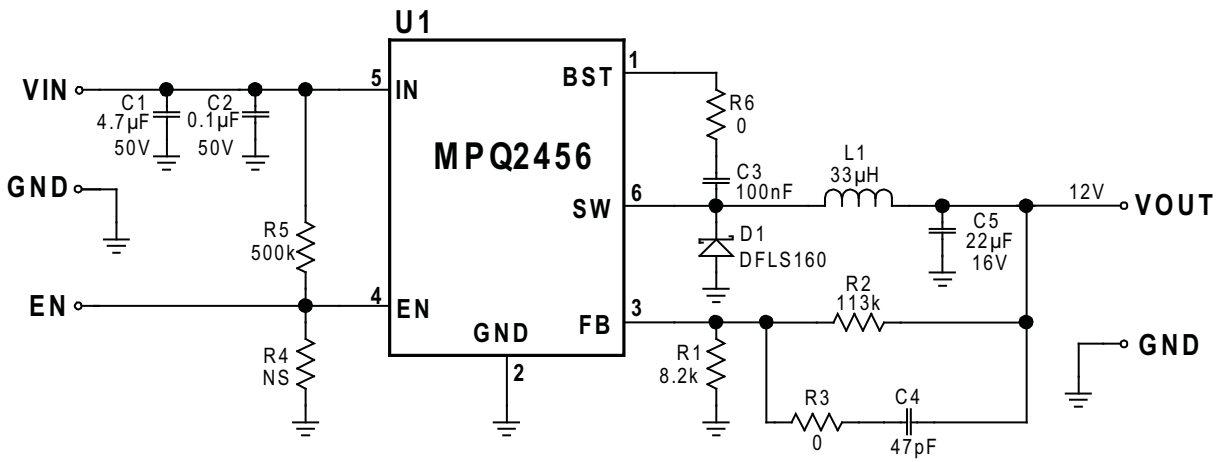 U1
VIN
C1
4.7µF
50V
C2
0.1µF
50V
5
IN
BST
1
R6
0
MPQ2456
C3
100nF
L1
33µH
GND
SW
6
12V
VOUT
D1
DFLS160
C5
22µF
16V
R5
500k
R2
113k
EN
4
EN
FB
3
GND
GND
2
R4
NS
R1
8.2k
R3
0
C4
47pF